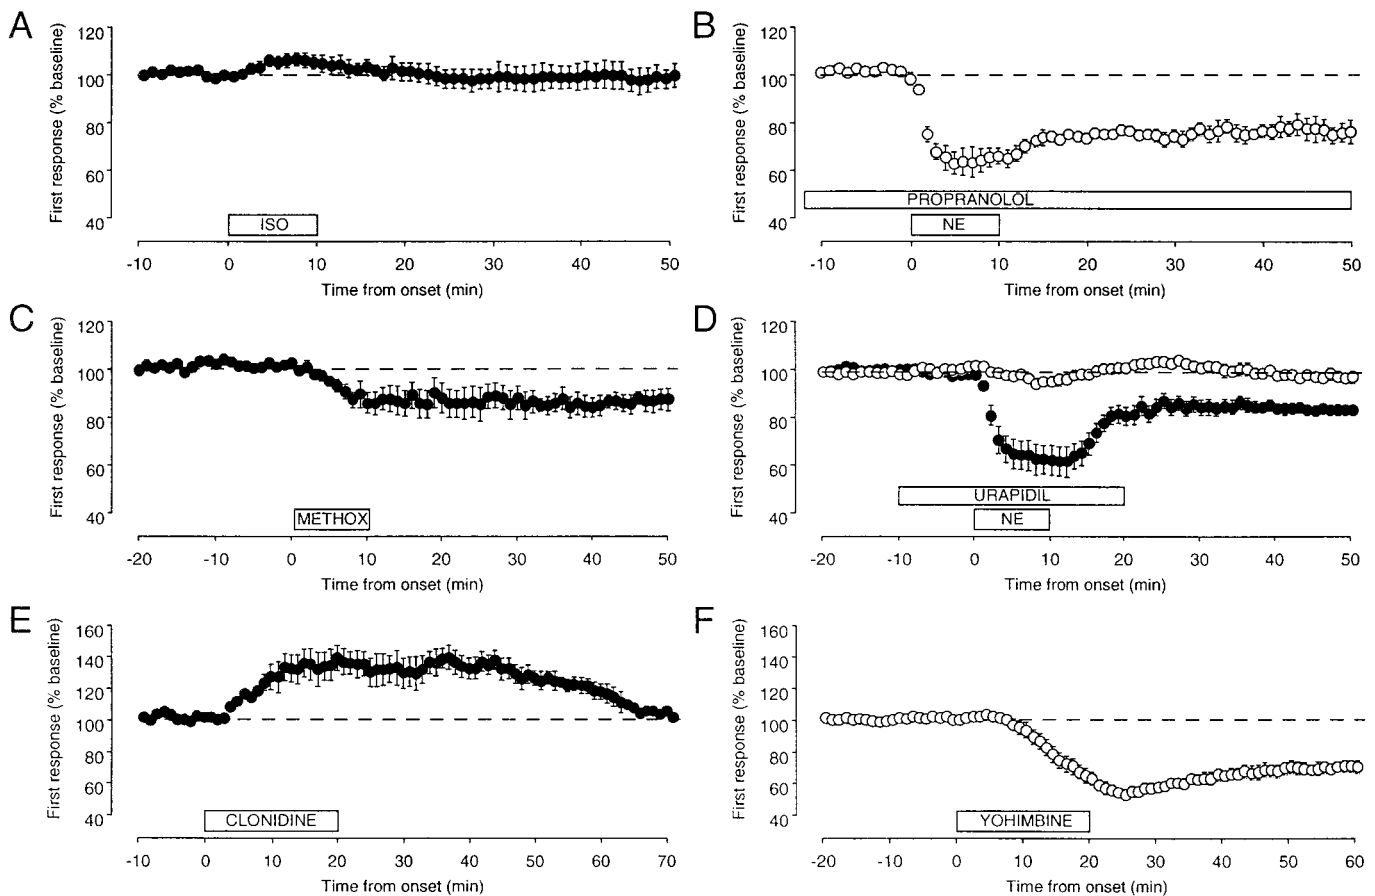 A
First response (% baseline)
120
100
80
60
40
ISO
-10 0 10 20 30 40 50
Time from onset (min)
B
First response (% baseline)
120
100
80
60
40
PROPRANOLOL
NE
-10 0 10 20 30 40 50
Time from onset (min)
C
First response (% baseline)
120
100
80
60
40
METHOX
-20 -10 0 10 20 30 40 50
Time from onset (min)
D
First response (% baseline)
120
100
80
60
40
URAPIDIL
NE
-20 -10 0 10 20 30 40 50
Time from onset (min)
E
First response (% baseline)
160
140
120
100
80
60
40
CLONIDINE
-10 0 10 20 30 40 50 60 70
Time from onset (min)
F
First response (% baseline)
160
140
120
100
80
60
40
YOHIMBINE
-20 -10 0 10 20 30 40 50 60
Time from onset (min)